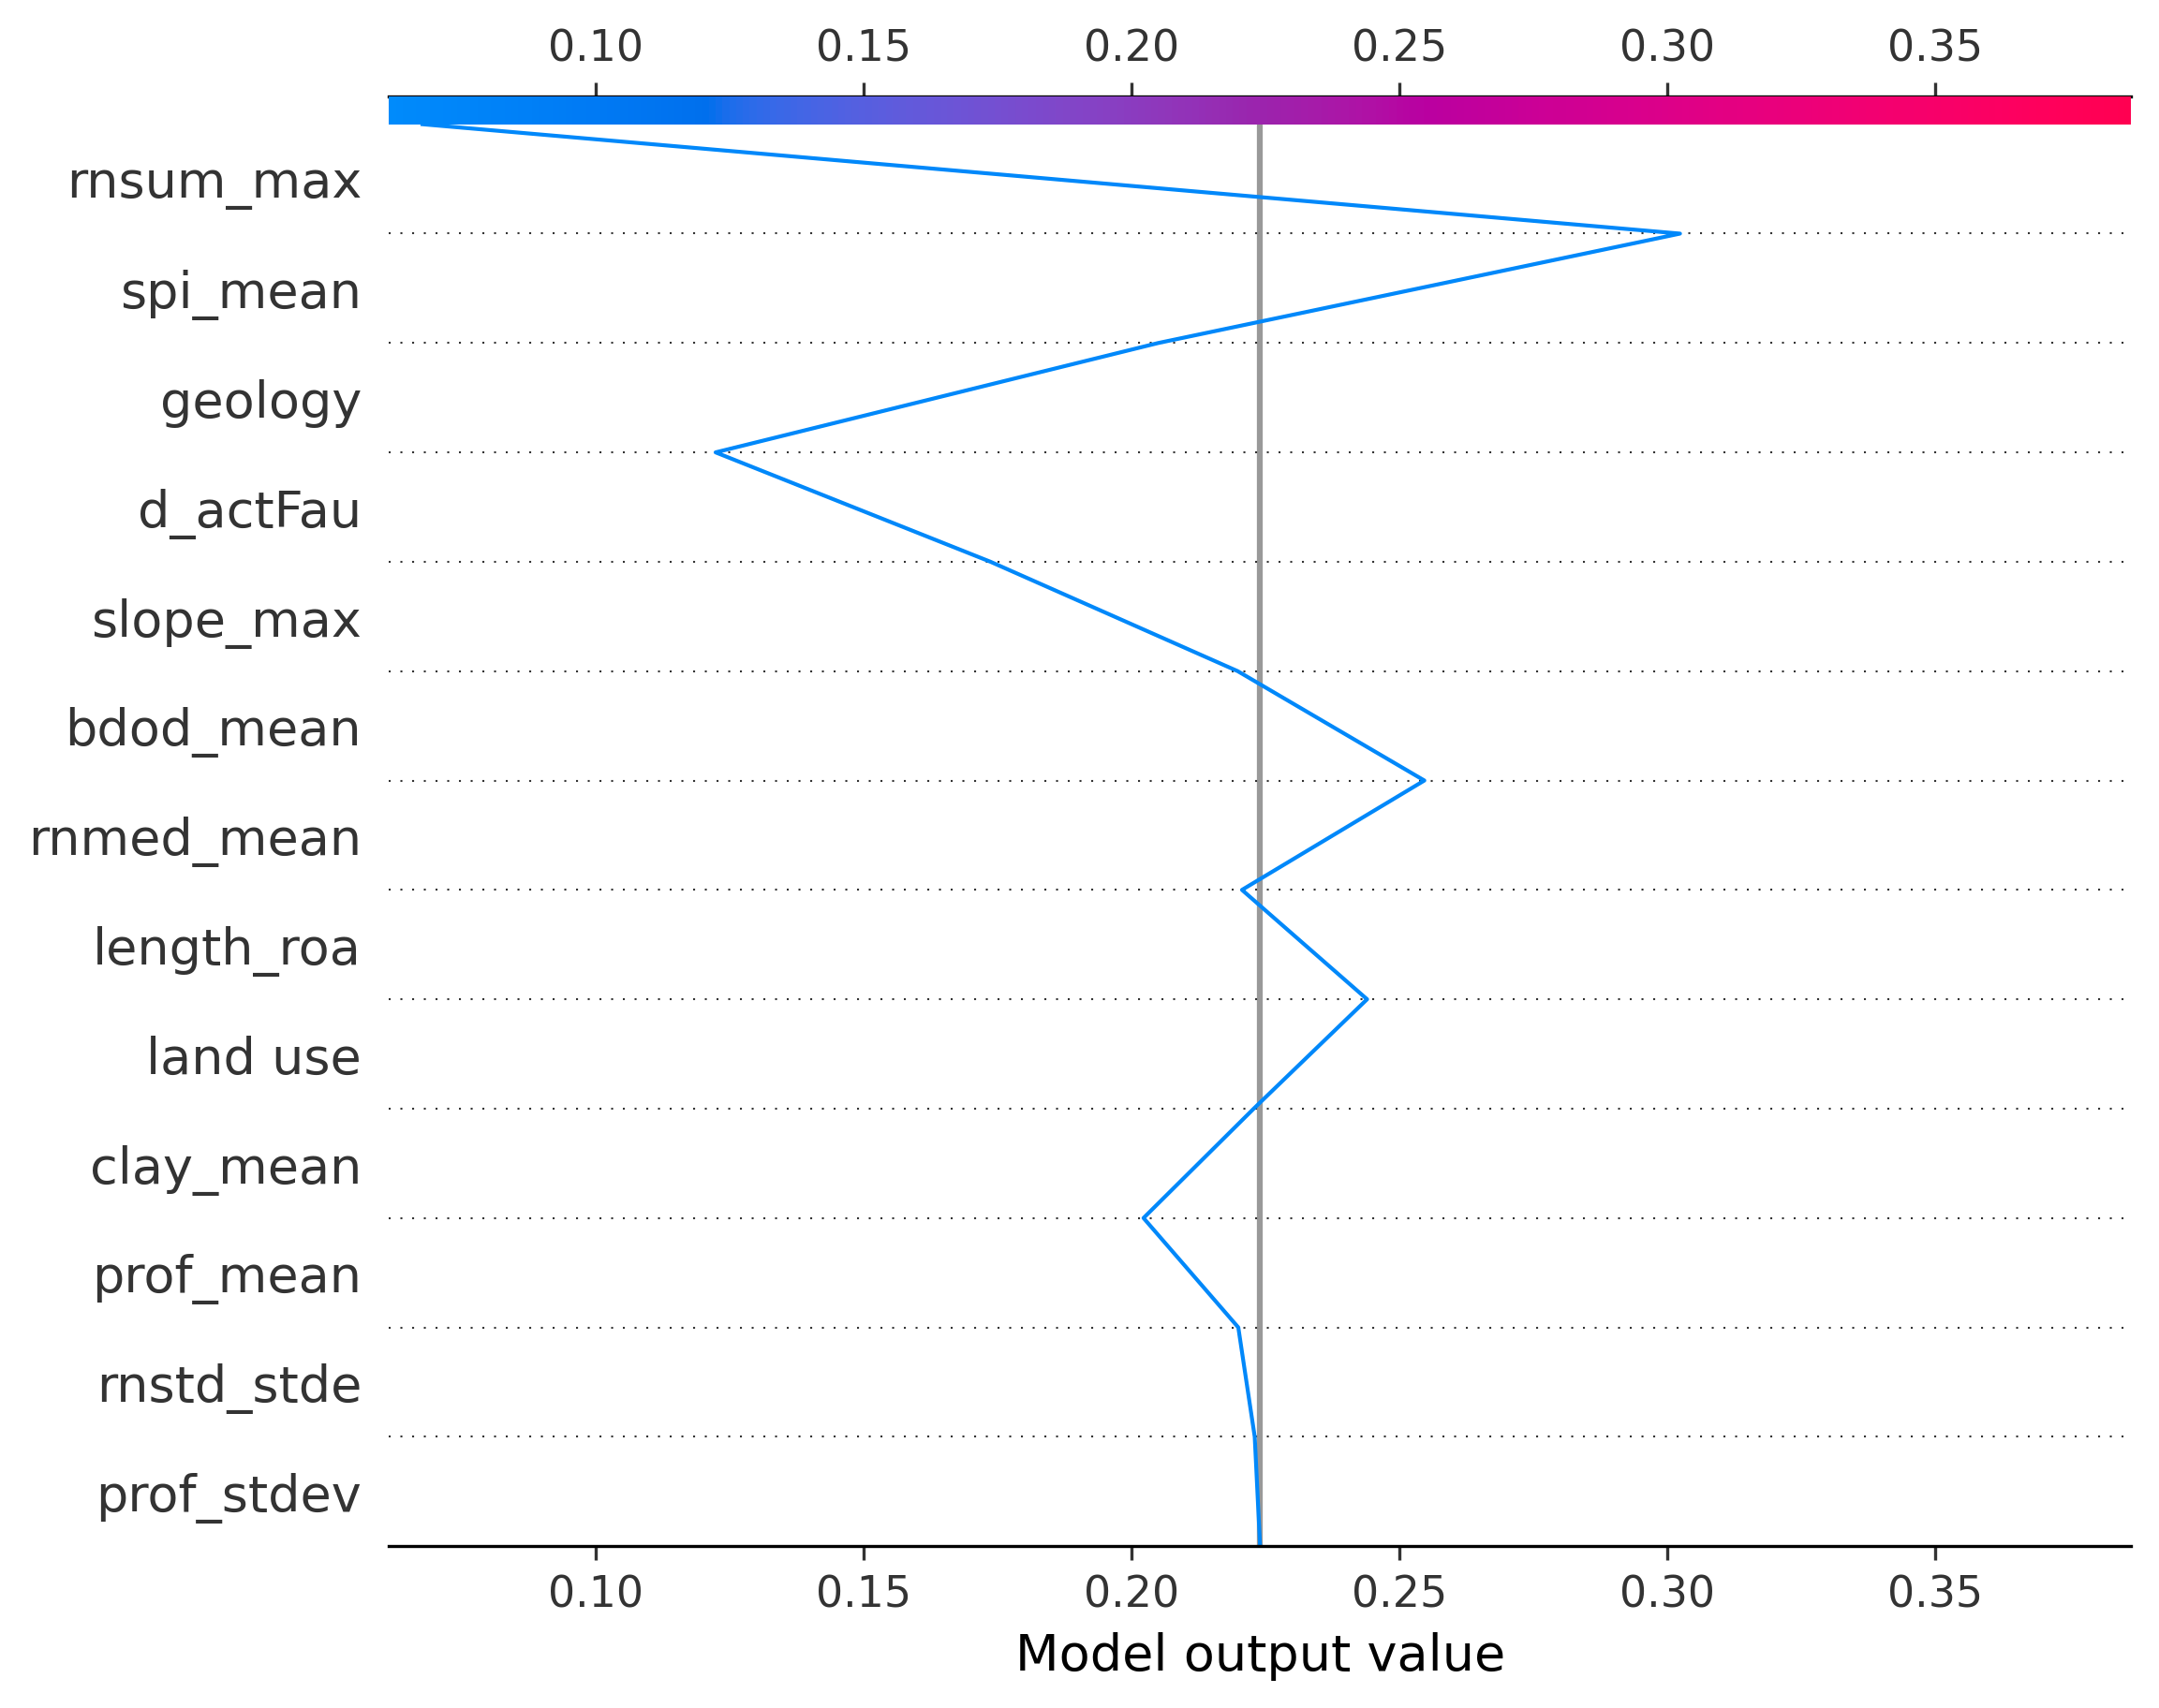 0.10 0.15 0.20 0.25 0.30 0.35
rnsum_max
spi_mean
geology
d_actFau
slope_max
bdod_mean
rnmed_mean
length_roa
land use
clay_mean
prof_mean
rnstd_stde
prof_stdev
0.10 0.15 0.20 0.25 0.30 0.35
Model output value